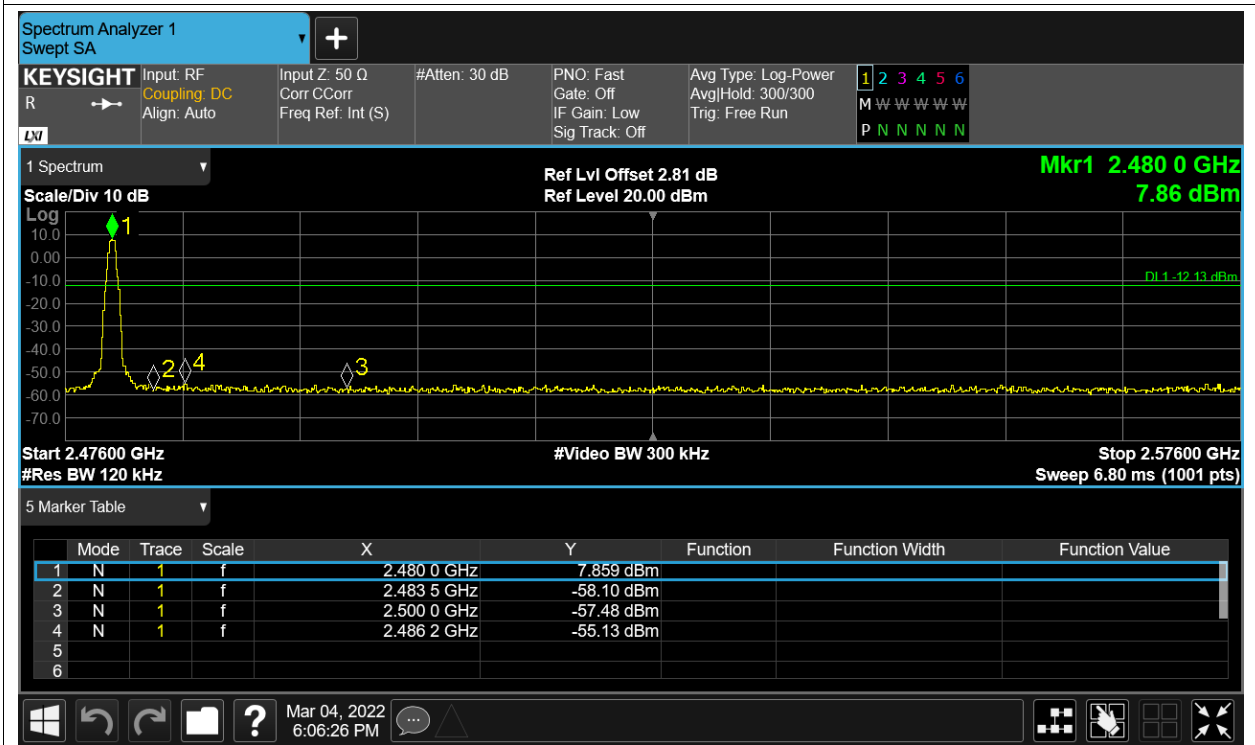 Spectrum Analyzer 1
Swept SA
KEYSIGHT
R
LXI
Input: RF
Coupling: DC
Align: Auto
Input Z: 50 Ω
Corr CCorr
Freq Ref: Int (S)
#Atten: 30 dB
PNO: Fast
Gate: Off
IF Gain: Low
Sig Track: Off
Avg Type: Log-Power
Avg|Hold: 300/300
Trig: Free Run
1 2 3 4 5 6
M W W W W W
P N N N N N
1 Spectrum
Scale/Div 10 dB
Ref Lvl Offset 2.81 dB
Ref Level 20.00 dBm
Mkr1 2.480 0 GHz
7.86 dBm
Log
10.0
0.00
-10.0
-20.0
-30.0
-40.0
-50.0
-60.0
-70.0
1
2
4
3
DL1 -12.13 dBm
Start 2.47600 GHz
#Res BW 120 kHz
#Video BW 300 kHz
Stop 2.57600 GHz
Sweep 6.80 ms (1001 pts)
5 Marker Table
Mode Trace Scale X Y Function Function Width Function Value
1 N 1 f 2.480 0 GHz 7.859 dBm
2 N 1 f 2.483 5 GHz -58.10 dBm
3 N 1 f 2.500 0 GHz -57.48 dBm
4 N 1 f 2.486 2 GHz -55.13 dBm
5
6
?
Mar 04, 2022
6:06:26 PM